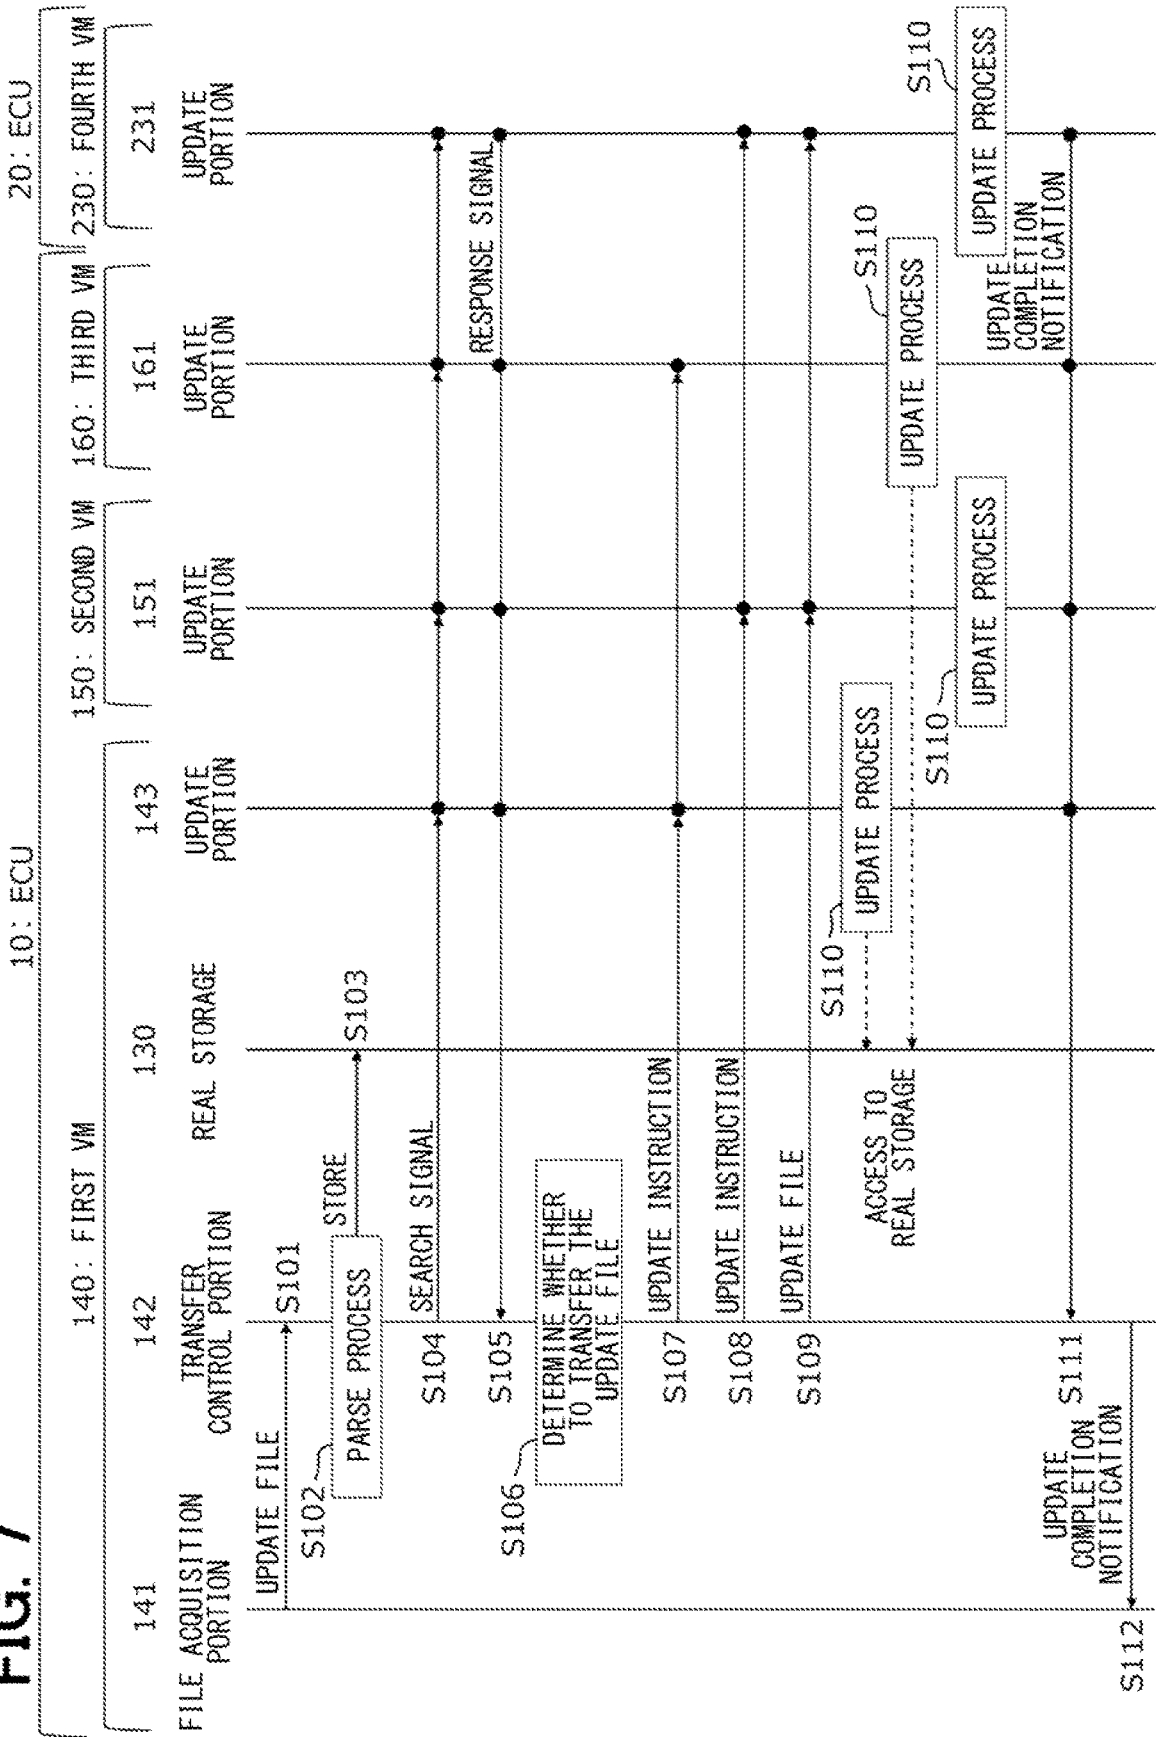 FIG. 7
10: ECU
20: ECU
140: FIRST VM
150: SECOND VM
160: THIRD VM
230: FOURTH VM
141
142
130
143
151
161
231
FILE ACQUISITION
PORTION
TRANSFER
CONTROL PORTION
REAL STORAGE
UPDATE
PORTION
UPDATE
PORTION
UPDATE
PORTION
UPDATE
PORTION
UPDATE FILE
S101
S102
PARSE PROCESS
STORE
S103
S104
SEARCH SIGNAL
S105
RESPONSE SIGNAL
S106
DETERMINE WHETHER
TO TRANSFER THE
UPDATE FILE
S107
UPDATE INSTRUCTION
S108
UPDATE INSTRUCTION
S109
UPDATE FILE
S110
UPDATE PROCESS
ACCESS TO
REAL STORAGE
UPDATE PROCESS
S110
S110
UPDATE PROCESS
UPDATE PROCESS
S110
S111
UPDATE
COMPLETION
NOTIFICATION
S112
UPDATE
COMPLETION
NOTIFICATION